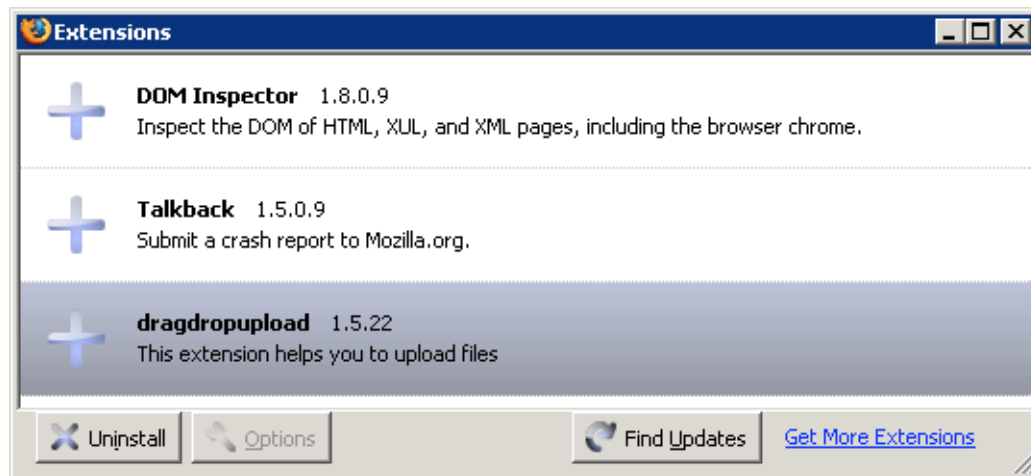 Extensions
DOM Inspector 1.8.0.9
Inspect the DOM of HTML, XUL, and XML pages, including the browser chrome.
Talkback 1.5.0.9
Submit a crash report to Mozilla.org.
dragdropupload 1.5.22
This extension helps you to upload files
Uninstall Options Find Updates Get More Extensions